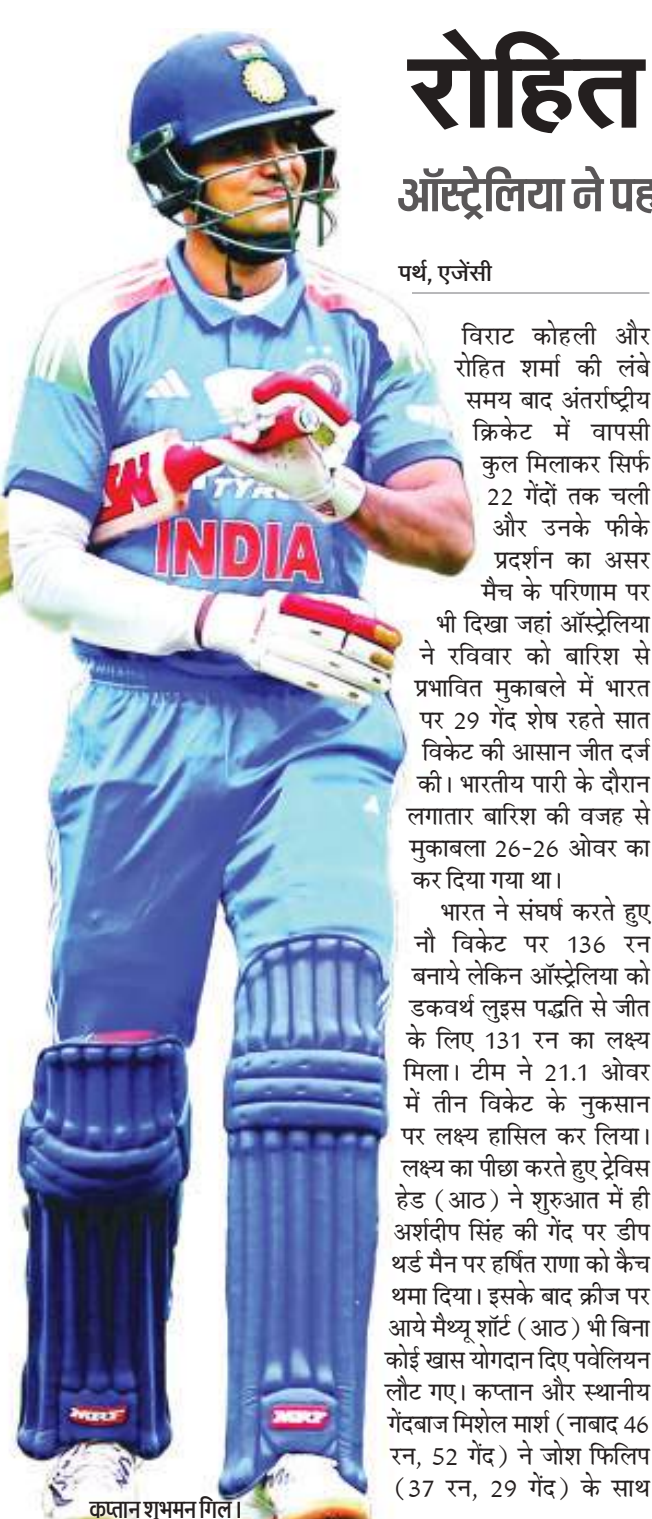 रोहित
ऑस्ट्रेलिया ने
पर्थ, एजेंसी
विराट कोहली और
रोहित शर्मा की लंबे
समय बाद अंतर्राष्ट्रीय
क्रिकेट में वापसी
कुल मिलाकर सिर्फ
22 गेंदों तक चली
और उनके फीके
प्रदर्शन का असर
मैच के परिणाम पर
भी दिखा जहां ऑस्ट्रेलिया
ने रविवार को बारिश से
प्रभावित मुकाबले में भारत
पर 29 गेंद शेष रहते सात
विकेट की आसान जीत दर्ज
की। भारतीय पारी के दौरान
लगातार बारिश की वजह से
मुकाबला 26-26 ओवर का
कर दिया गया था।
भारत ने संघर्ष करते हुए
नौ विकेट पर 136 रन
बनाये लेकिन ऑस्ट्रेलिया को
डकवर्थ लुइस पद्धति से जीत
के लिए 131 रन का लक्ष्य
मिला। टीम ने 21.1 ओवर
में तीन विकेट के नुकसान
पर लक्ष्य हासिल कर लिया।
लक्ष्य का पीछा करते हुए ट्रेविस
हेड (आठ) ने शुरुआत में ही
अर्शदीप सिंह की गेंद पर डीप
थर्ड मैन पर हर्षित राणा को कैच
थमा दिया। इसके बाद क्रीज पर
आये मैथ्यू शॉर्ट (आठ) भी बिना
कोई खास योगदान दिए पवेलियन
लौट गए। कप्तान और स्थानीय
गेंदबाज मिशेल मार्श (नाबाद 46
रन, 52 गेंद) ने जोश फिलिप
(37 रन, 29 गेंद) के साथ
INDIA
MRF
MRF
कप्तान शुभमन गिल।